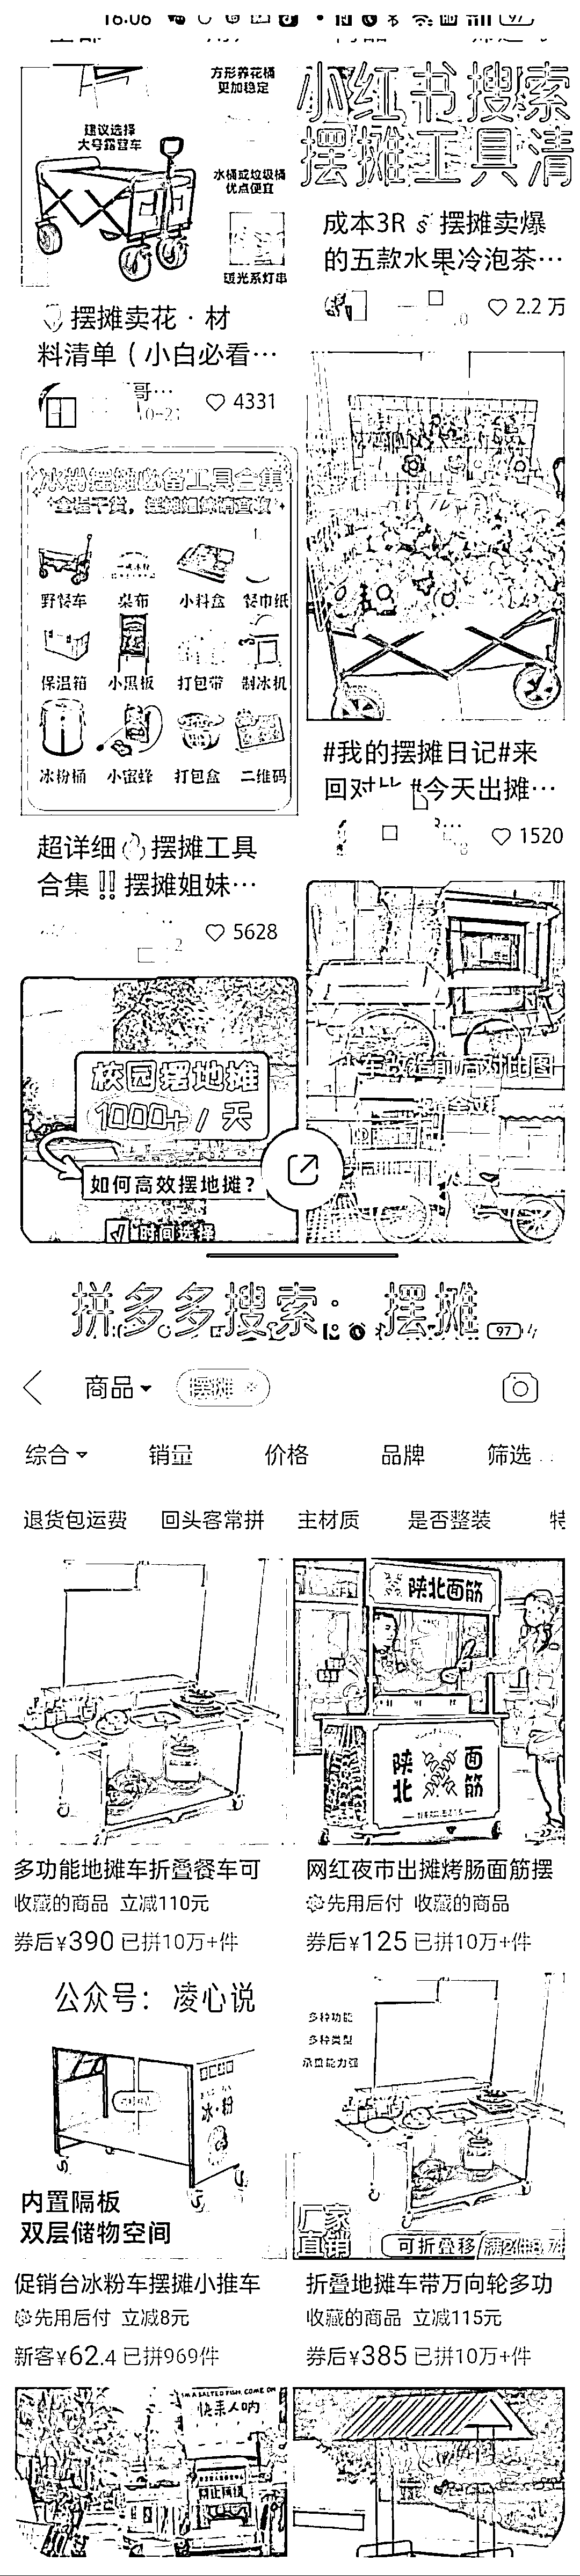 16:06
97
方形养花桶
更加稳定
建议选择
大号露营车
水桶或垃圾桶
优点便宜
暖光系灯串
摆摊卖花·材
料清单（小白必看…
4331
小红书搜索
摆摊工具清
成本3R 摆摊卖爆
的五款水果冷泡茶…
2.2万
冰粉摆摊必备工具合集
野餐车 桌布 小料盒 餐巾纸
保温箱 小黑板 打包带 制冰机
冰粉桶 小蜜蜂 打包盒 二维码
超详细 摆摊工具
合集‼️摆摊姐妹…
5628
#我的摆摊日记#来
回对比 #今天出摊…
1520
校园摆地摊
1000+/天
如何高效摆地摊？
时间选择
小车改造前后对比图
拼多多搜索：摆摊
97
商品 摆摊
综合 销量 价格 品牌 筛选
退货包运费 回头客常拼 主材质 是否整装 特
陕北面筋
陕北 面筋
多功能地摊车折叠餐车可
收藏的商品 立减110元
券后¥390 已拼10万+件
网红夜市出摊烤肠面筋摆
先用后付 收藏的商品
券后¥125 已拼10万+件
公众号：凌心说
冰·粉
内置隔板
双层储物空间
促销台冰粉车摆摊小推车
先用后付 立减8元
新客¥62.4 已拼969件
多种功能
多种类型
承重能力强
厂家
直销
可折叠移
折叠地摊车带万向轮多功
收藏的商品 立减115元
券后¥385 已拼10万+件
I'M A SALTED FISH, COME ON
快来人呐